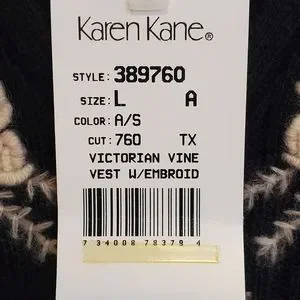 Karen Kane®
STYLE: 389760
SIZE: L A
COLOR: A/S
CUT: 760 TX
VICTORIAN VINE
VEST W/EMBROID
7 34008 78379 4